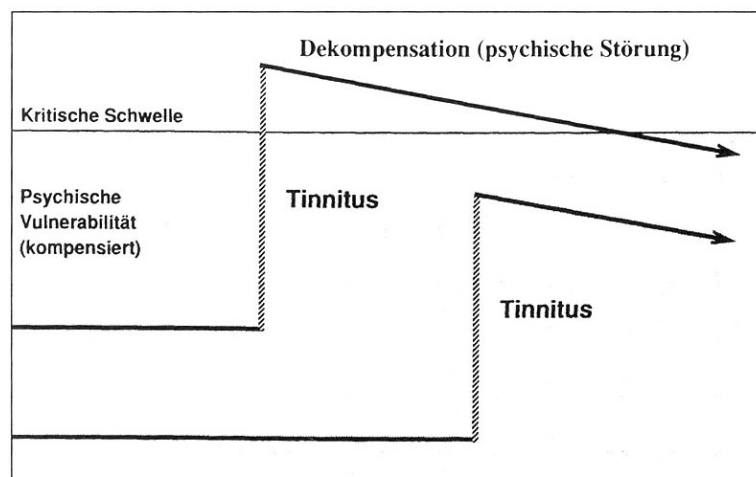 Dekompensation (psychische Störung)
Kritische Schwelle
Psychische
Vulnerabilität
(kompensiert)
Tinnitus
Tinnitus